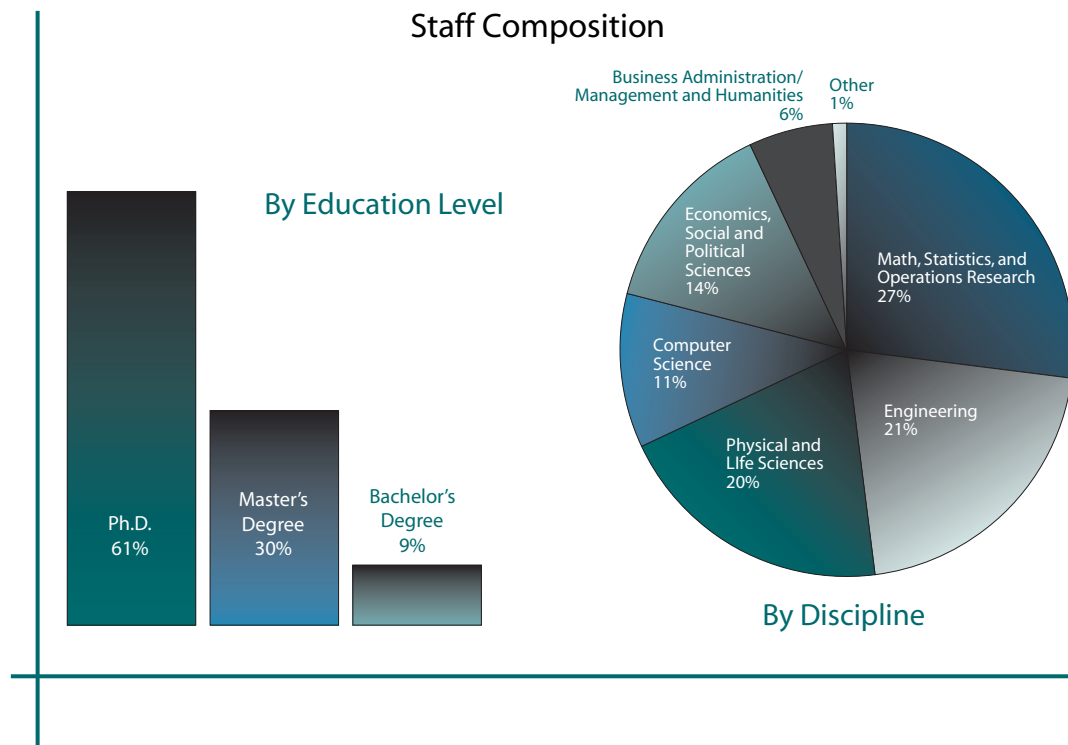 Staff Composition
By Education Level
Ph.D.
61%
Master’s
Degree
30%
Bachelor’s
Degree
9%
Business Administration/
Management and Humanities
6%
Other
1%
Economics,
Social and
Political
Sciences
14%
Math, Statistics, and
Operations Research
27%
Computer
Science
11%
Engineering
21%
Physical and
LIfe Sciences
20%
By Discipline